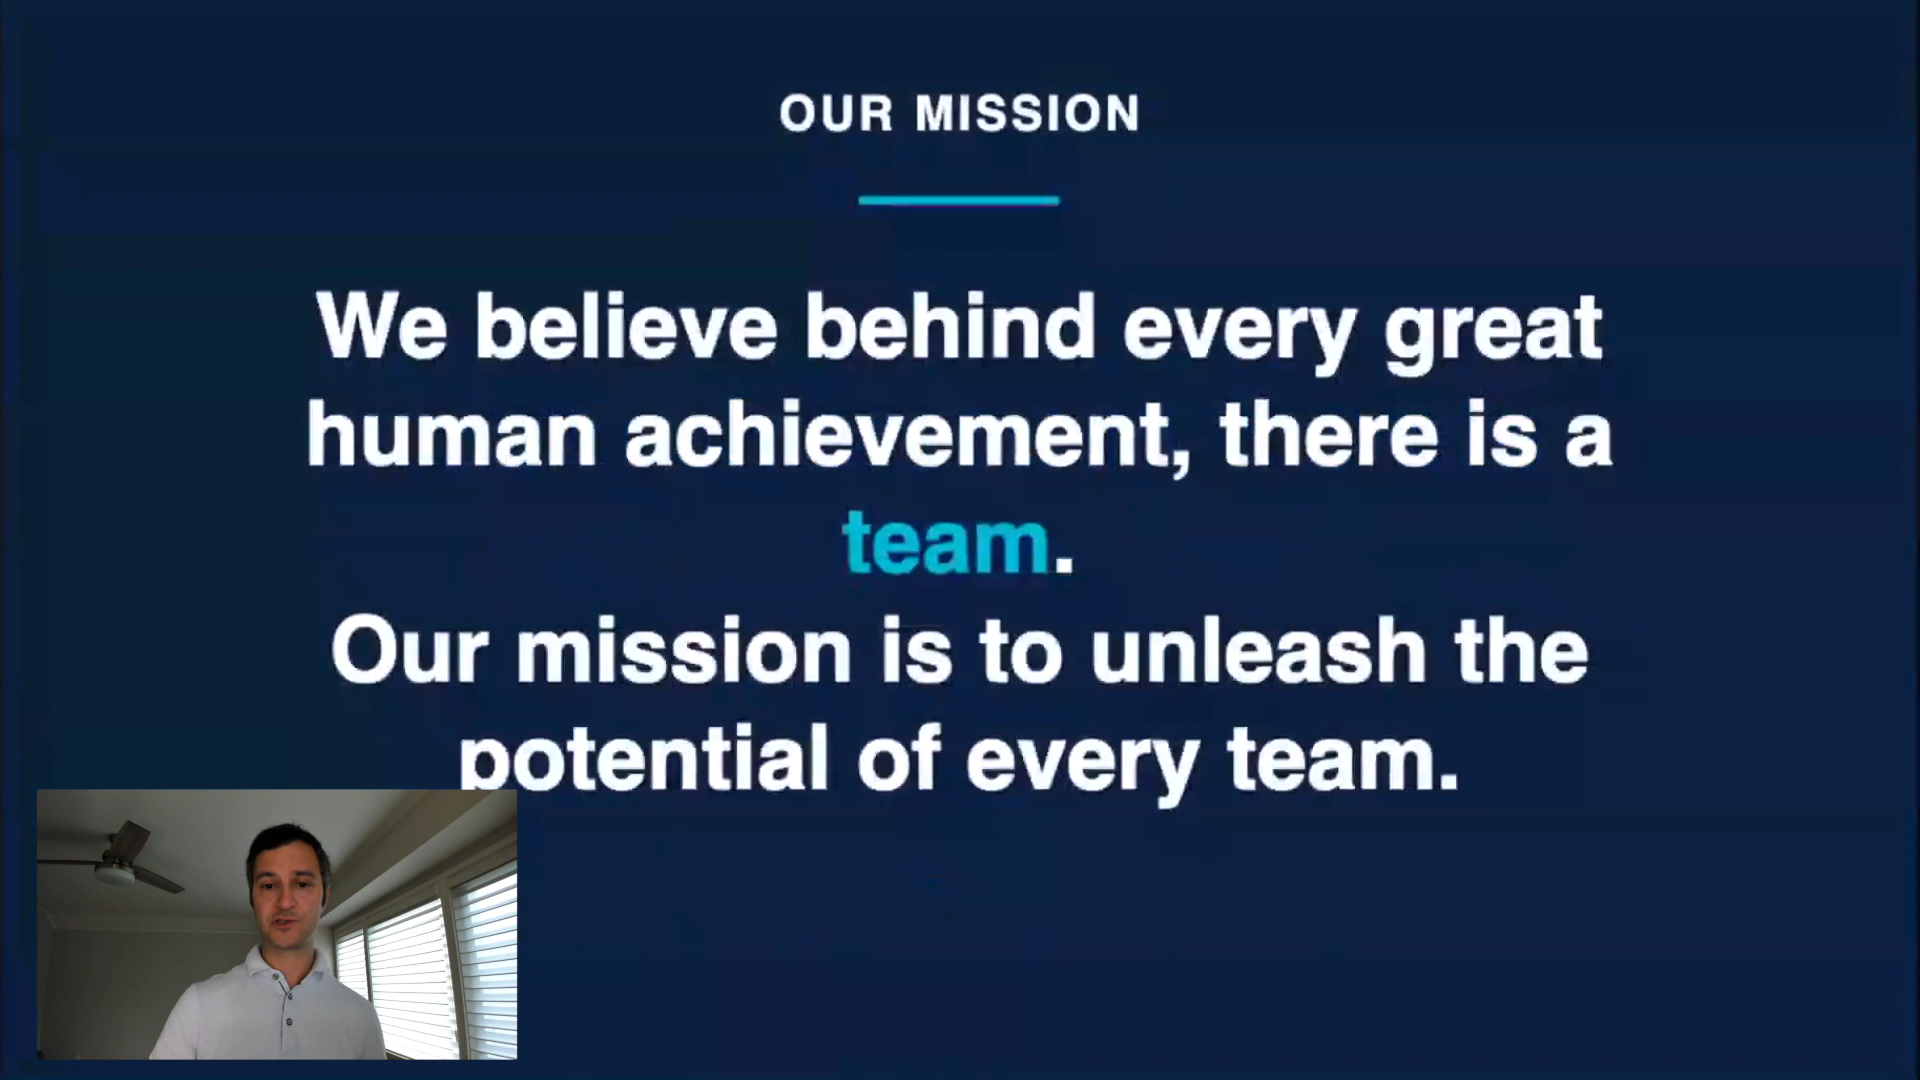 OUR MISSION
We believe behind every great
human achievement, there is a
team.
Our mission is to unleash the
potential of every team.